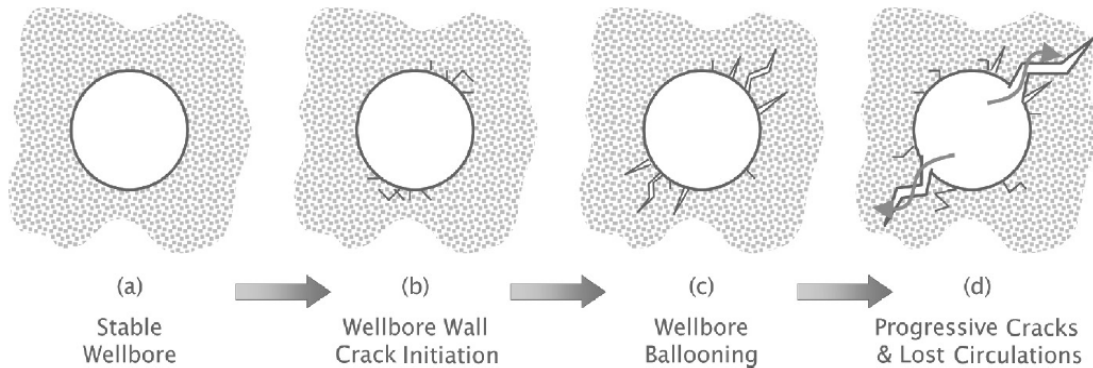 (a)
Stable
Wellbore
(b)
Wellbore Wall
Crack Initiation
(c)
Wellbore
Ballooning
(d)
Progressive Cracks
& Lost Circulations